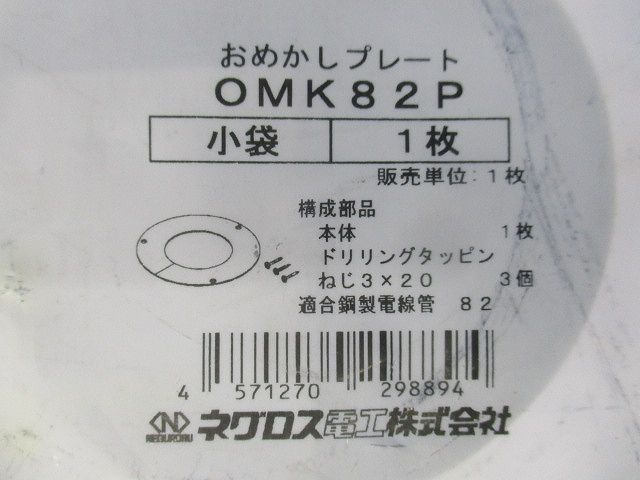 おめかしプレート
OMK82P
小袋 1枚
販売単位：1枚
構成部品
本体 1枚
ドリリングタッピン
ねじ3×20 3個
適合鋼製電線管 82
4 571270 298894
NEGUROSU ネグロス電工株式会社